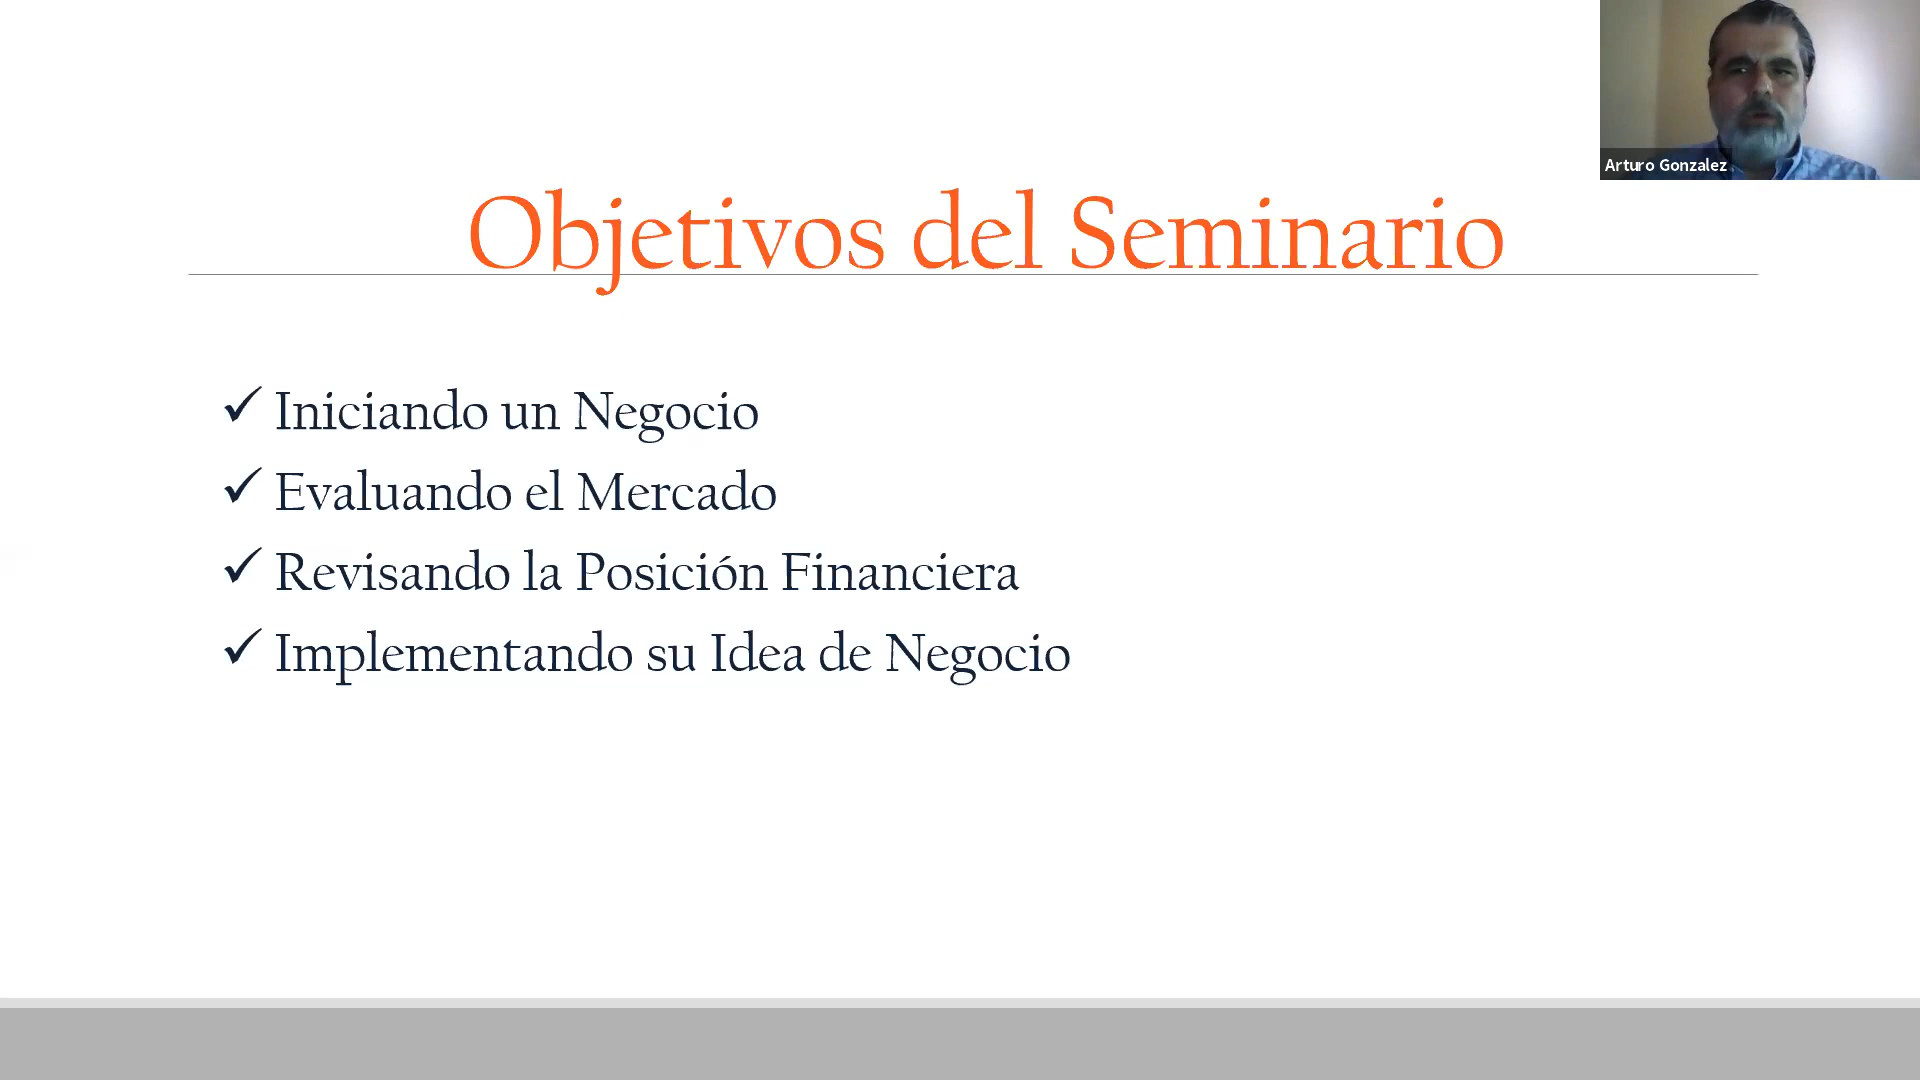 Arturo Gonzalez
Objetivos del Seminario
✓ Iniciando un Negocio
✓ Evaluando el Mercado
✓ Revisando la Posición Financiera
✓ Implementando su Idea de Negocio